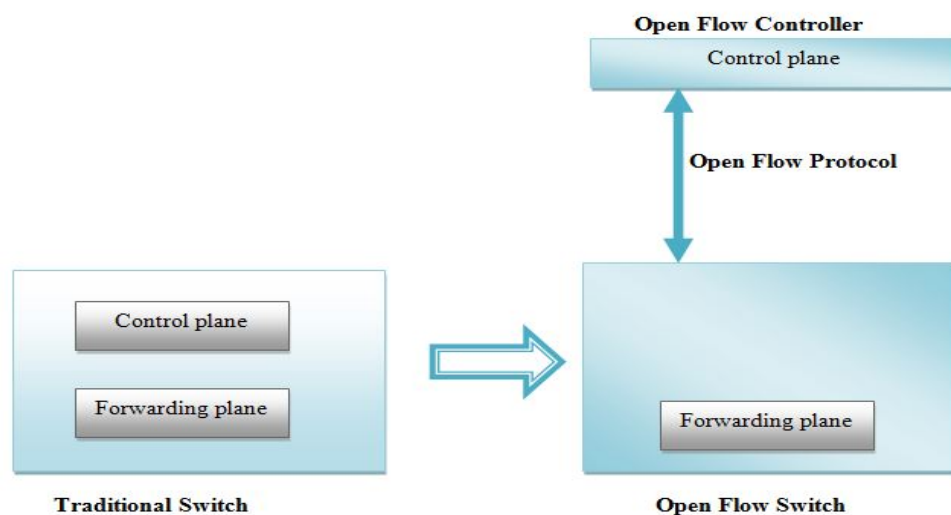 Open Flow Controller
Control plane
Open Flow Protocol
Control plane
Forwarding plane
Forwarding plane
Traditional Switch
Open Flow Switch